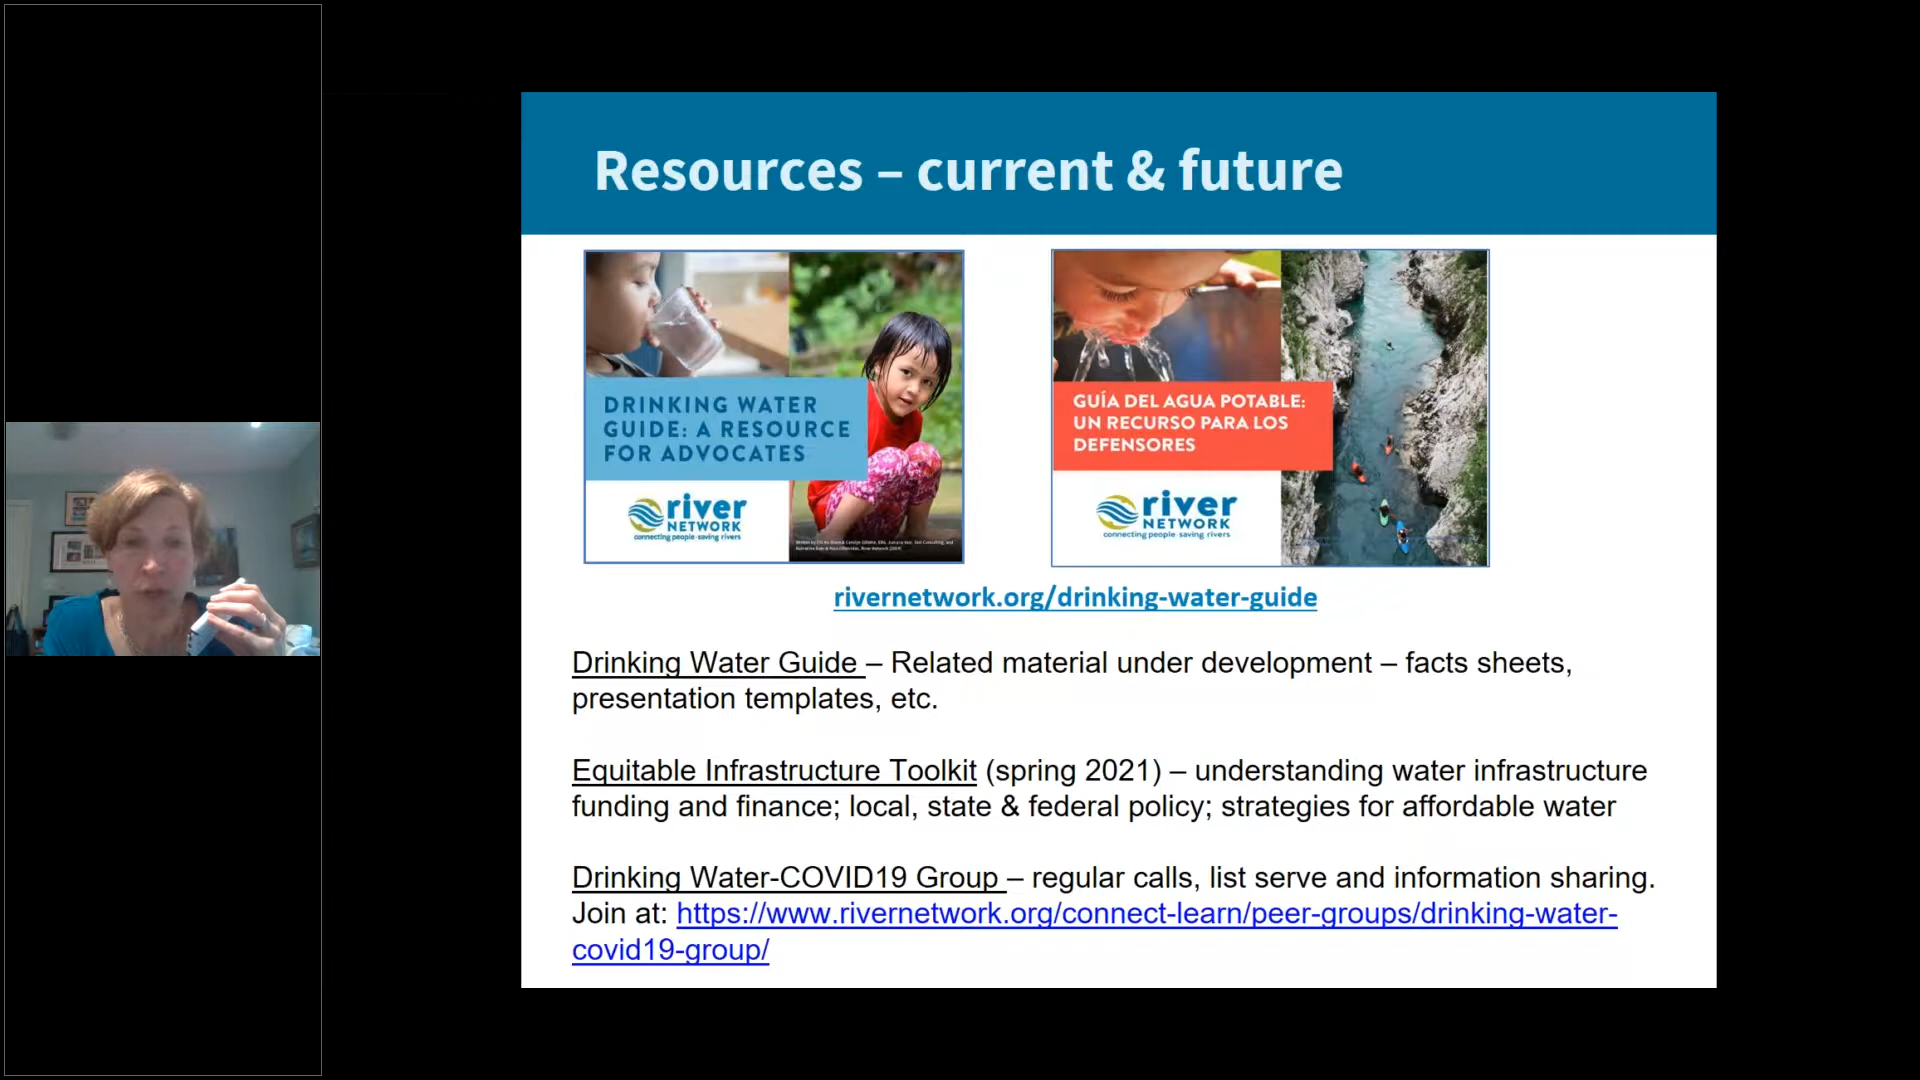 Resources – current & future
DRINKING WATER
GUIDE: A RESOURCE
FOR ADVOCATES
river
NETWORK
connecting people·saving rivers
GUÍA DEL AGUA POTABLE:
UN RECURSO PARA LOS
DEFENSORES
river
NETWORK
connecting people·saving rivers
rivernetwork.org/drinking-water-guide
Drinking Water Guide – Related material under development – facts sheets,
presentation templates, etc.
Equitable Infrastructure Toolkit (spring 2021) – understanding water infrastructure
funding and finance; local, state & federal policy; strategies for affordable water
Drinking Water-COVID19 Group – regular calls, list serve and information sharing.
Join at: https://www.rivernetwork.org/connect-learn/peer-groups/drinking-water-
covid19-group/